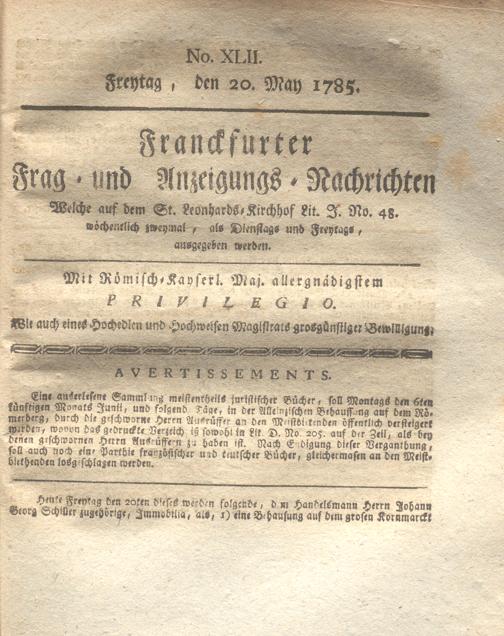 No. XLII.
Freytag, den 20. May 1785.
Franckfurter
Frag- und Anzeigungs-Nachrichten
Welche auf dem St. Leonhards-Kirchhof Lit. J. No. 48.
wöchentlich zweymal, als Dienstags und Freytags,
ausgegeben werden.
Mit Römisch-Kayserl. Maj. allergnädigstem
PRIVILEGIO.
Wie auch eines Hochedlen und Hochweisen Magistrats grosgünstiger Bewilligung.
AVERTISSEMENTS.
Eine auserlesene Sammlung meistentheils juristischer Bücher, soll Montags den 6ten
künftigen Monats Junii, und folgende Täge, in der Alleinzischen Behausung auf dem Rö-
merberg, durch die geschworne Herrn Ausrüffer an den Meistbietenden öffentlich versteigert
werden, wovon das gedruckte Verzeich ist sowohl in Lit. D. No. 205. auf der Zeil, als bey
denen geschwornen Herrn Ausrüffern zu haben ist. Nach Endigung dieser Verganthung,
soll auch noch eine Parthie französischer und teutscher Bücher, gleichermasen an den Meist-
biethenden losgeschlagen werden.
Heute Freytag den 20ten dieses werden folgende, dem Handelsmann Herrn Johann
Georg Schiller zugehörige, Immobilia, als, 1) eine Behausung auf dem grosen Kornmarckt